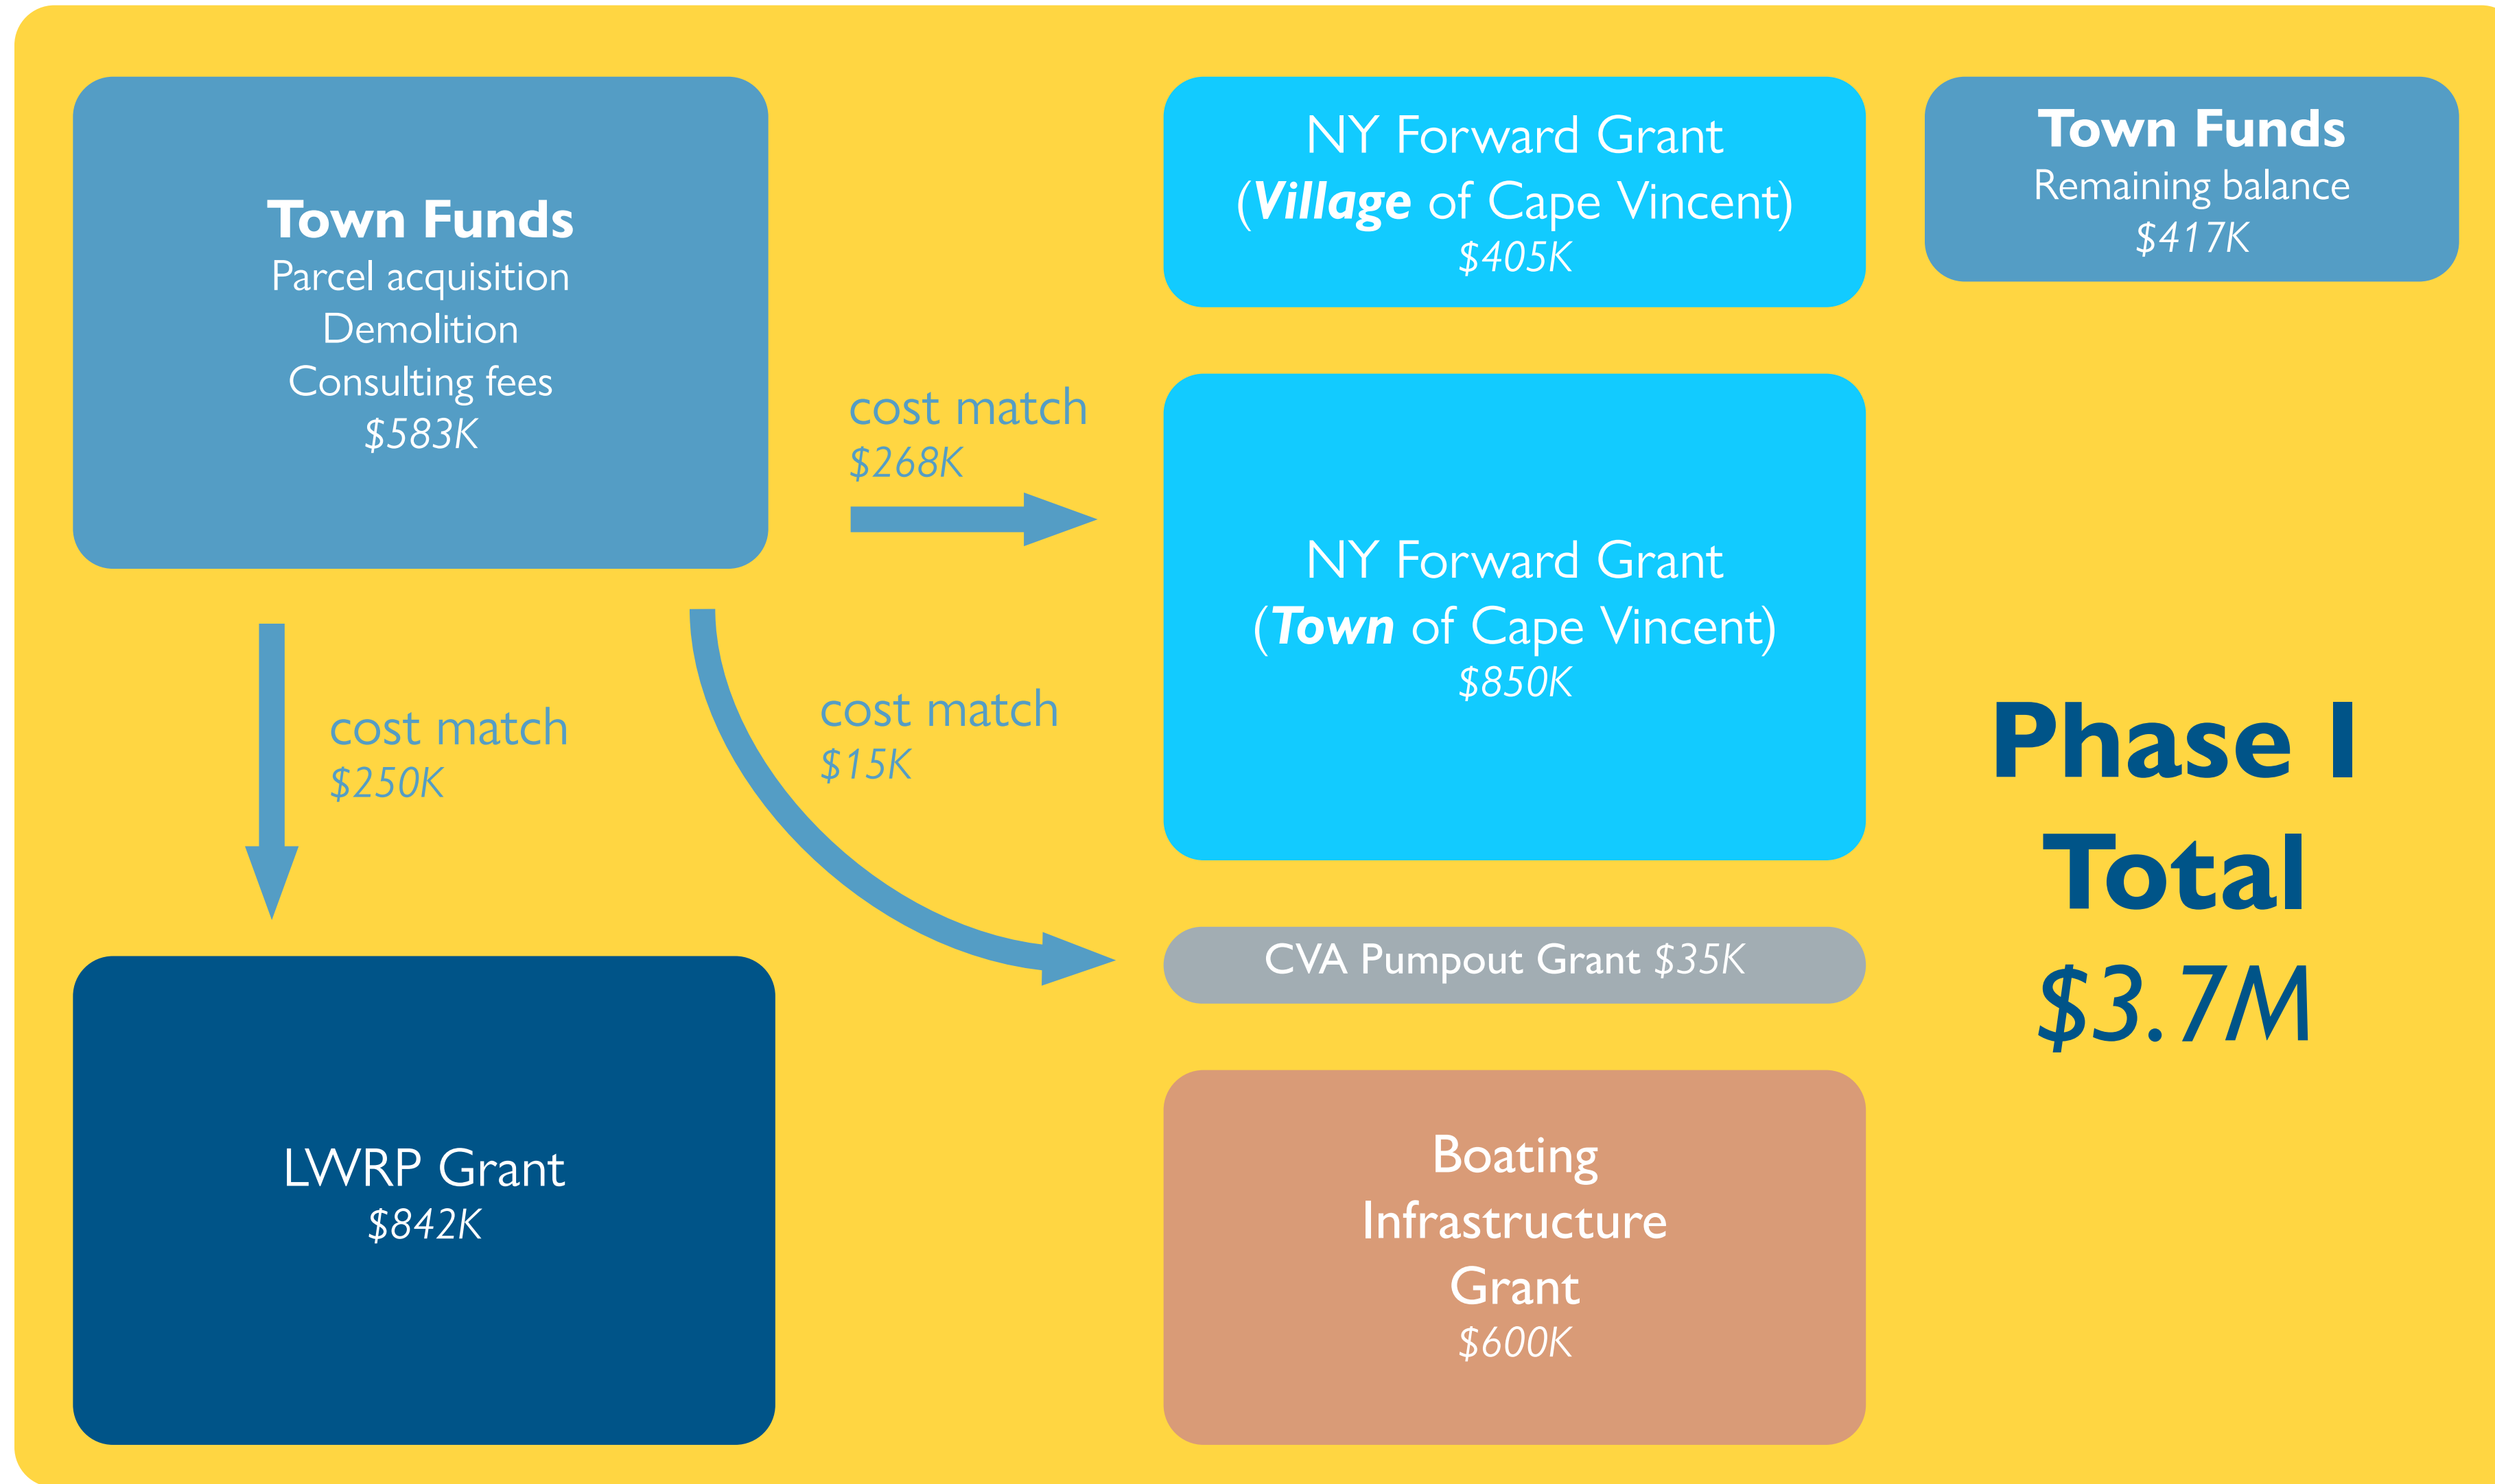 Town Funds
Parcel acquisition
Demolition
Consulting fees
$583K
cost match
$268K
cost match
$250K
cost match
$15K
LWRP Grant
$842K
NY Forward Grant
(Village of Cape Vincent)
$405K
NY Forward Grant
(Town of Cape Vincent)
$850K
CVA Pumpout Grant $35K
Boating
Infrastructure
Grant
$600K
Town Funds
Remaining balance
$417K
Phase I
Total
$3.7M